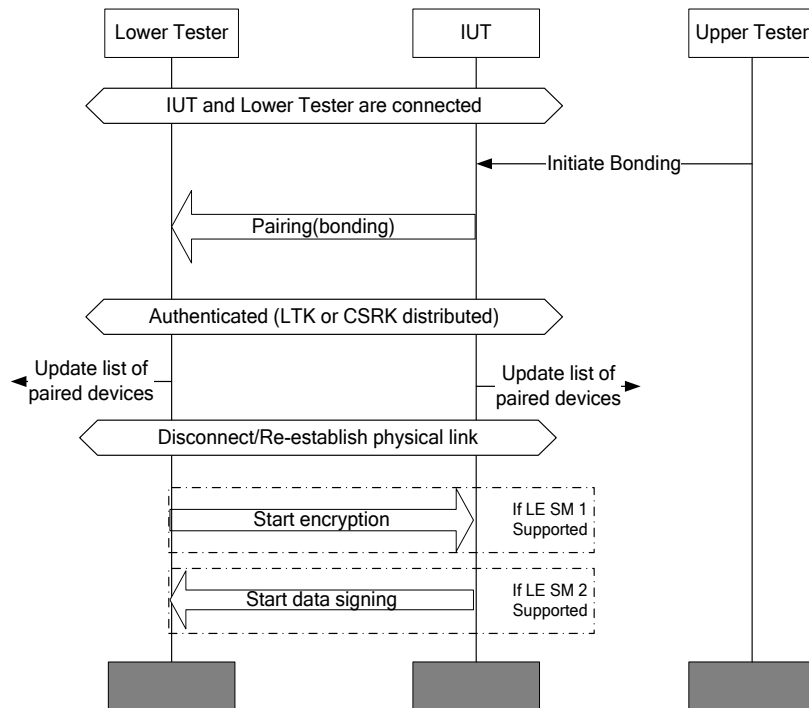 Lower Tester
IUT
Upper Tester
IUT and Lower Tester are connected
Initiate Bonding
Pairing(bonding)
Authenticated (LTK or CSRK distributed)
Update list of
paired devices
Update list of
paired devices
Disconnect/Re-establish physical link
Start encryption
If LE SM 1
Supported
Start data signing
If LE SM 2
Supported